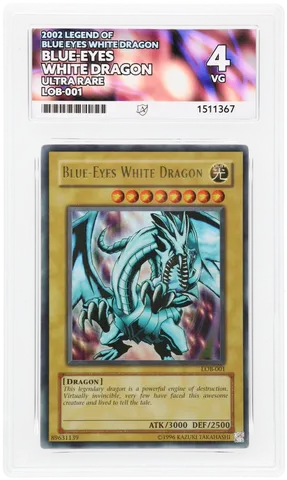 2002 LEGEND OF
BLUE EYES WHITE DRAGON
BLUE-EYES
WHITE DRAGON
ULTRA RARE
LOB-001
4
VG
1511367
BLUE-EYES WHITE DRAGON
光
LOB-001
[DRAGON]
This legendary dragon is a powerful engine of destruction.
Virtually invincible, very few have faced this awesome
creature and lived to tell the tale.
ATK/3000 DEF/2500
89631139
©1996 KAZUKI TAKAHASHI